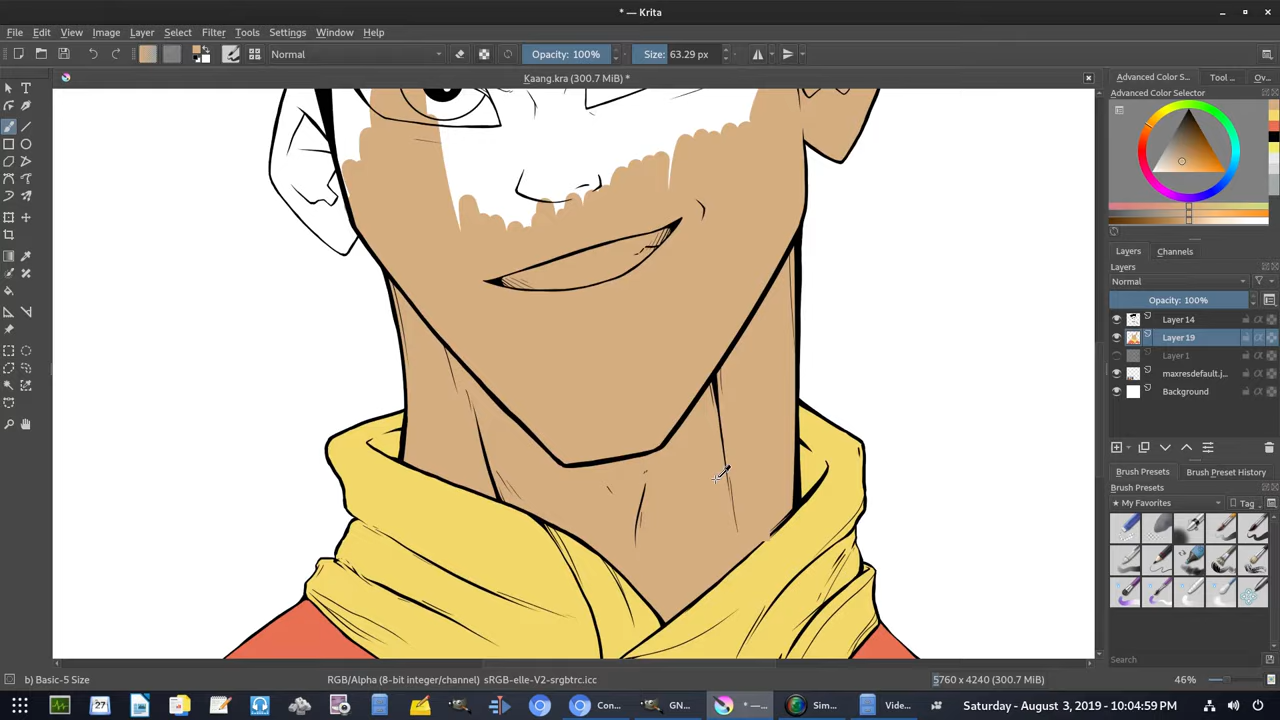 * — Krita
File Edit View Image Layer Select Filter Tools Settings Window Help
Normal Opacity: 100% Size: 63.29 px
Kaang.kra (300.7 MiB) *
Advanced Color S... Tool ... Ov...
Advanced Color Selector
Layers Channels
Layers
Normal
Opacity: 100%
Layer 14
Layer 19
Layer 1
maxresdefault.j...
Background
Brush Presets Brush Preset History
Brush Presets
My Favorites Tag
Search
b) Basic-5 Size RGB/Alpha (8-bit integer/channel) sRGB-elle-V2-srgbtrc.icc 5760 x 4240 (300.7 MiB) 46%
27 Con... GN... * —... Sim... Vide... Saturday - August 3, 2019 - 10:04:59 PM